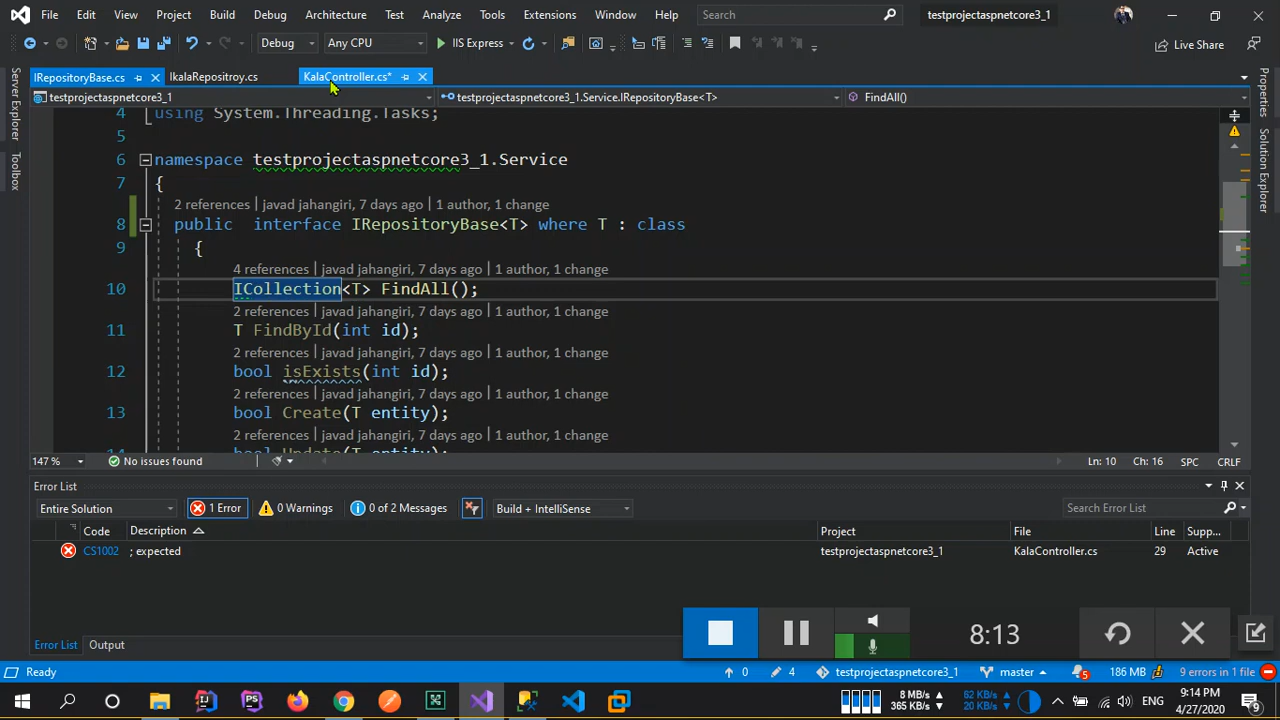 File Edit View Project Build Debug Architecture Test Analyze Tools Extensions Window Help Search testprojectaspnetcore3_1
Debug Any CPU IIS Express Live Share
IRepositoryBase.cs IkalaRepositroy.cs KalaController.cs*
testprojectaspnetcore3_1 testprojectaspnetcore3_1.Service.IRepositoryBase<T> FindAll()
Server Explorer
Toolbox
Properties
Solution Explorer
4 using System.Threading.Tasks;
5
6 namespace testprojectaspnetcore3_1.Service
7 {
2 references | javad jahangiri, 7 days ago | 1 author, 1 change
8 public interface IRepositoryBase<T> where T : class
9 {
4 references | javad jahangiri, 7 days ago | 1 author, 1 change
10 ICollection<T> FindAll();
2 references | javad jahangiri, 7 days ago | 1 author, 1 change
11 T FindById(int id);
2 references | javad jahangiri, 7 days ago | 1 author, 1 change
12 bool isExists(int id);
2 references | javad jahangiri, 7 days ago | 1 author, 1 change
13 bool Create(T entity);
2 references | javad jahangiri, 7 days ago | 1 author, 1 change
14 bool Update(T entity);
147 % No issues found Ln: 10 Ch: 16 SPC CRLF
Error List
Entire Solution 1 Error 0 Warnings 0 of 2 Messages Build + IntelliSense Search Error List
Code Description Project File Line Supp...
CS1002 ; expected testprojectaspnetcore3_1 KalaController.cs 29 Active
8:13
Error List Output
Ready 0 4 testprojectaspnetcore3_1 master 5 186 MB 9 errors in 1 file
8 MB/s 365 KB/s 62 KB/s 20 KB/s ENG 9:14 PM 4/27/2020 9